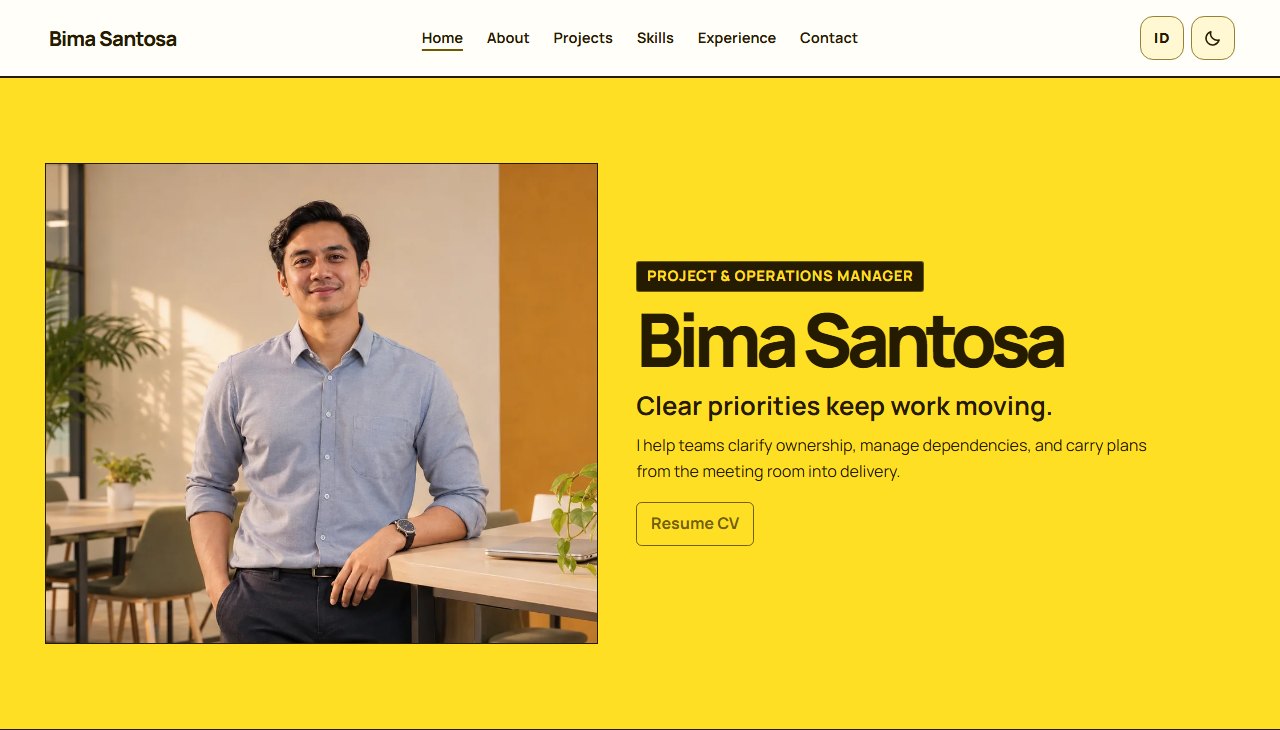 Bima Santosa
Home About Projects Skills Experience Contact
ID
PROJECT & OPERATIONS MANAGER
Bima Santosa
Clear priorities keep work moving.
I help teams clarify ownership, manage dependencies, and carry plans
from the meeting room into delivery.
Resume CV